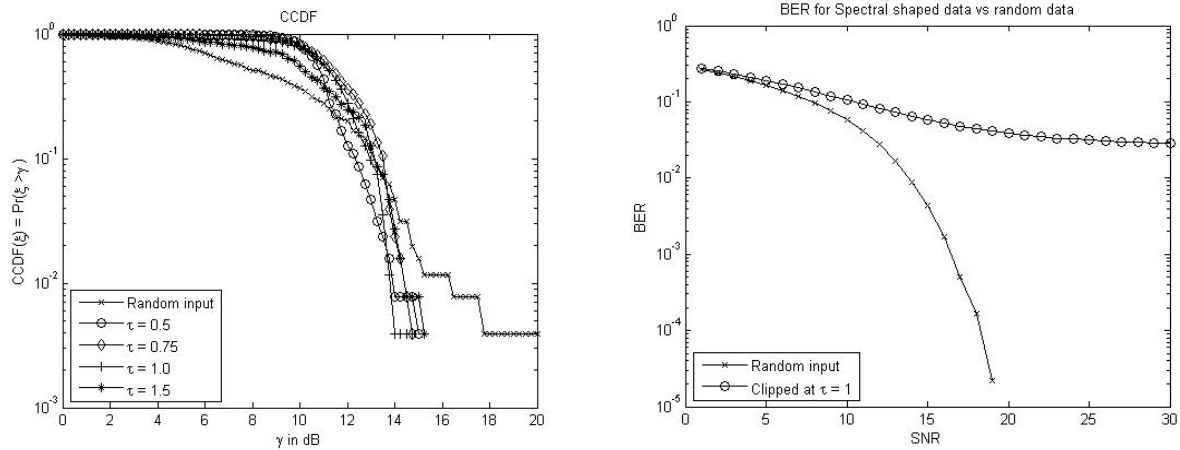 CCDF
10^0
10^-1
10^-2
10^-3
CCDF(ξ) = Pr(ξ >γ)
Random input
τ = 0.5
τ = 0.75
τ = 1.0
τ = 1.5
0 2 4 6 8 10 12 14 16 18 20
γ in dB
BER for Spectral shaped data vs random data
10^0
10^-1
10^-2
10^-3
10^-4
10^-5
BER
Random input
Clipped at τ = 1
0 5 10 15 20 25 30
SNR